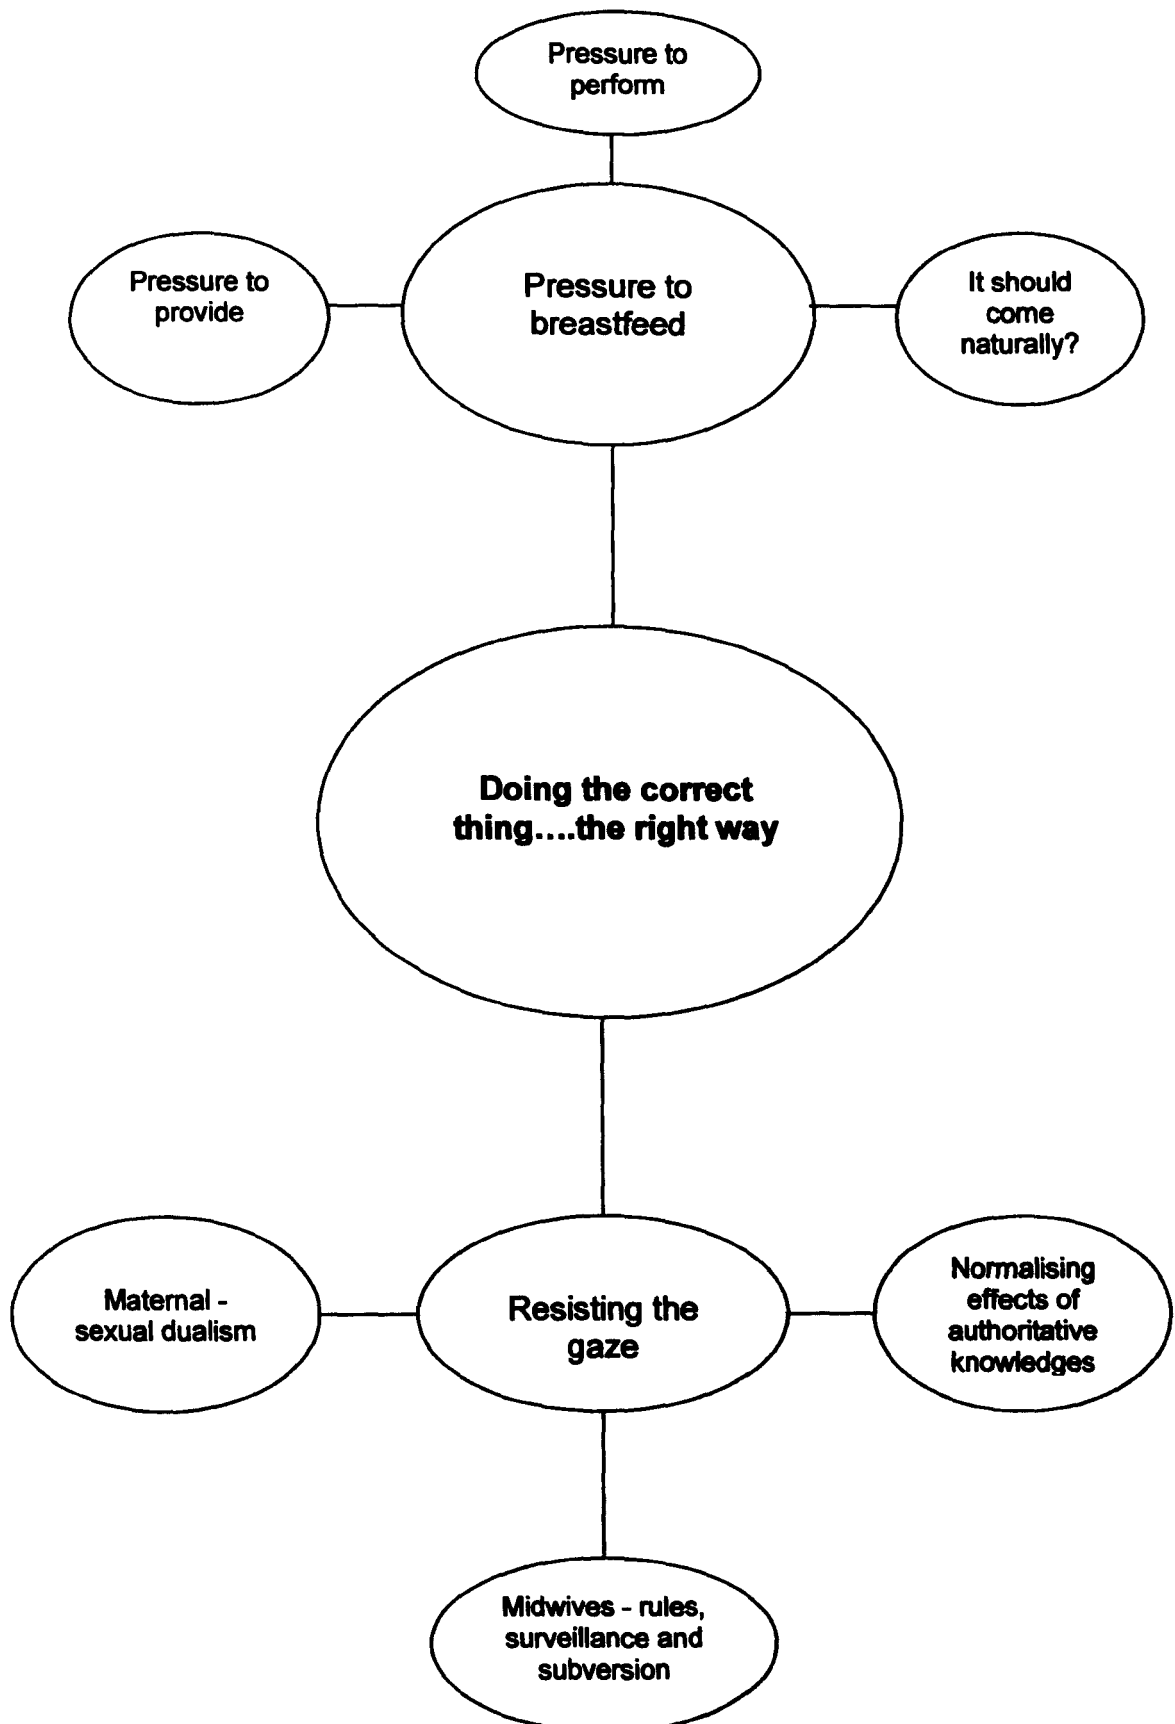 Pressure to
perform
Pressure to
provide
Pressure to
breastfeed
It should
come
naturally?
Doing the correct
thing....the right way
Maternal -
sexual dualism
Resisting the
gaze
Normalising
effects of
authoritative
knowledges
Midwives - rules,
surveillance and
subversion